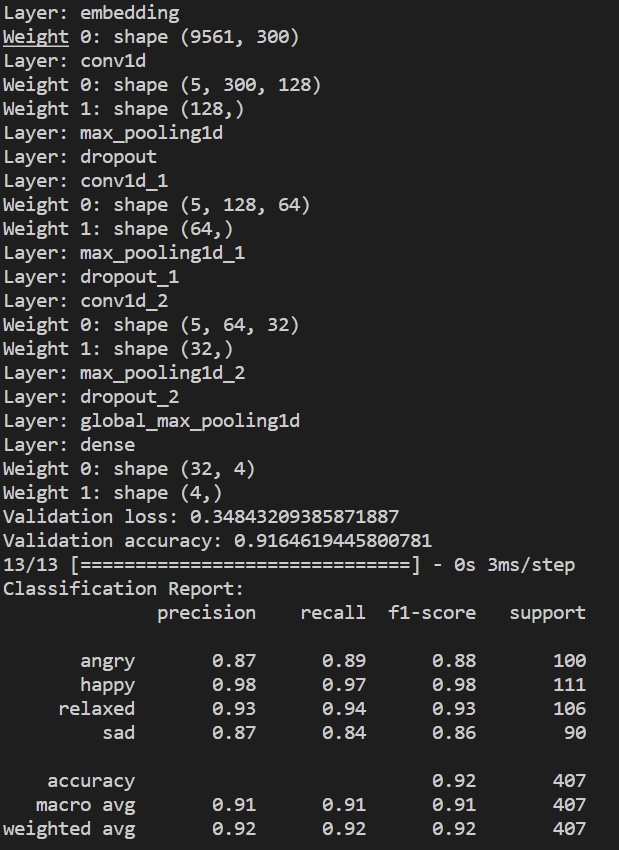 Layer: embedding
Weight 0: shape (9561, 300)
Layer: conv1d
Weight 0: shape (5, 300, 128)
Weight 1: shape (128,)
Layer: max_pooling1d
Layer: dropout
Layer: conv1d_1
Weight 0: shape (5, 128, 64)
Weight 1: shape (64,)
Layer: max_pooling1d_1
Layer: dropout_1
Layer: conv1d_2
Weight 0: shape (5, 64, 32)
Weight 1: shape (32,)
Layer: max_pooling1d_2
Layer: dropout_2
Layer: global_max_pooling1d
Layer: dense
Weight 0: shape (32, 4)
Weight 1: shape (4,)
Validation loss: 0.34843209385871887
Validation accuracy: 0.9164619445800781
13/13 [==============================] - 0s 3ms/step
Classification Report:
precision recall f1-score support
angry 0.87 0.89 0.88 100
happy 0.98 0.97 0.98 111
relaxed 0.93 0.94 0.93 106
sad 0.87 0.84 0.86 90
accuracy 0.92 407
macro avg 0.91 0.91 0.91 407
weighted avg 0.92 0.92 0.92 407